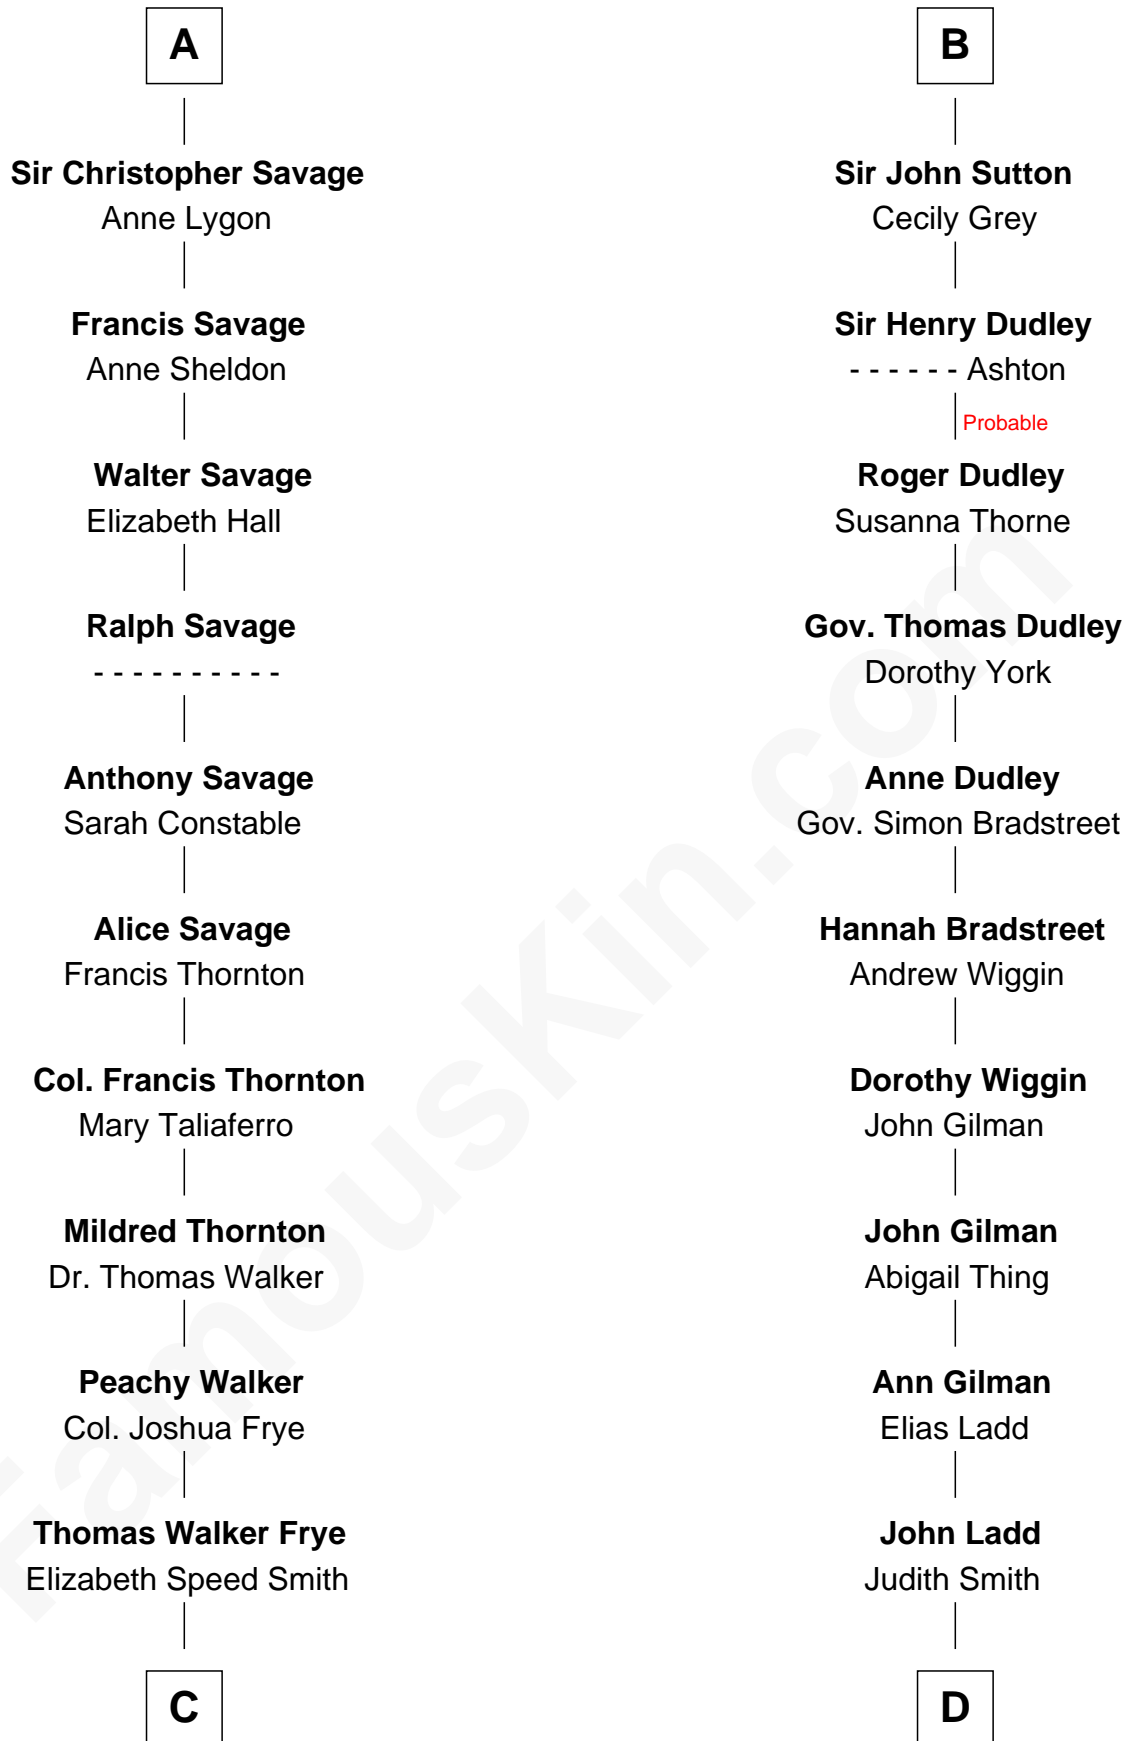 A
Sir Christopher Savage
Anne Lygon
Francis Savage
Anne Sheldon
Walter Savage
Elizabeth Hall
Ralph Savage
- - - - - - - - - -
Anthony Savage
Sarah Constable
Alice Savage
Francis Thornton
Col. Francis Thornton
Mary Taliaferro
Mildred Thornton
Dr. Thomas Walker
Peachy Walker
Col. Joshua Frye
Thomas Walker Frye
Elizabeth Speed Smith
C
B
Sir John Sutton
Cecily Grey
Sir Henry Dudley
- - - - - - Ashton
Probable
Roger Dudley
Susanna Thorne
Gov. Thomas Dudley
Dorothy York
Anne Dudley
Gov. Simon Bradstreet
Hannah Bradstreet
Andrew Wiggin
Dorothy Wiggin
John Gilman
John Gilman
Abigail Thing
Ann Gilman
Elias Ladd
John Ladd
Judith Smith
D
FamousKin.com